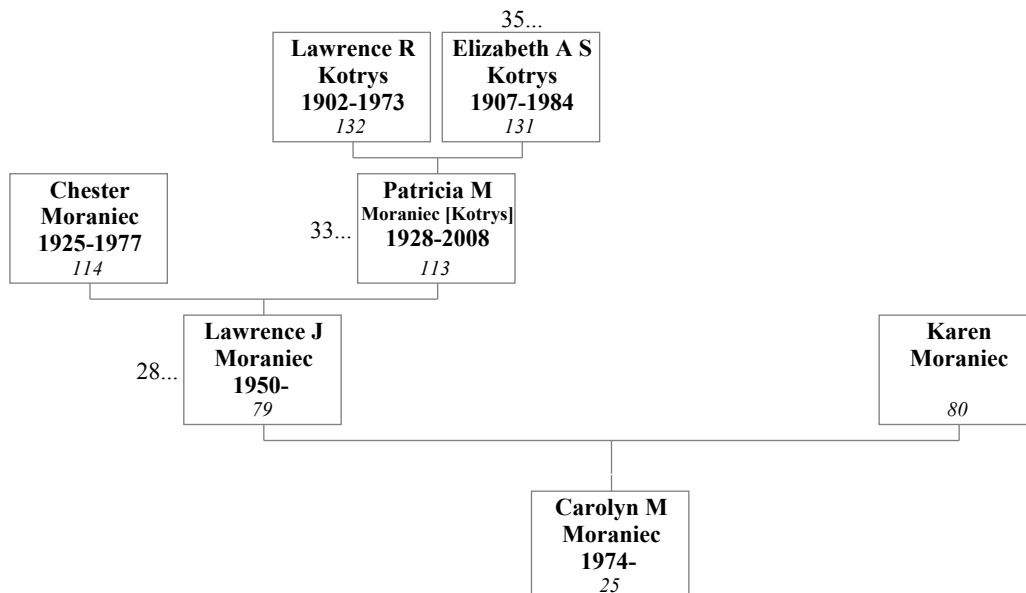 35...
Lawrence R
Kotrys
1902-1973
132
Elizabeth A S
Kotrys
1907-1984
131
Chester
Moraniec
1925-1977
114
33...
Patricia M
Moraniec [Kotrys]
1928-2008
113
28...
Lawrence J
Moraniec
1950-
79
Karen
Moraniec
80
Carolyn M
Moraniec
1974-
25